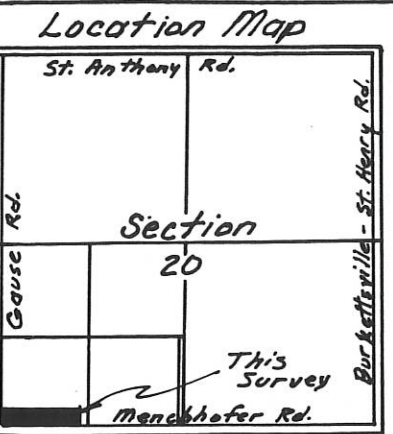 Location Map
St. Anthony Rd.
Gause Rd.
Burkettsville - St. Henry Rd.
Section
20
This
Survey
Menchhofer Rd.